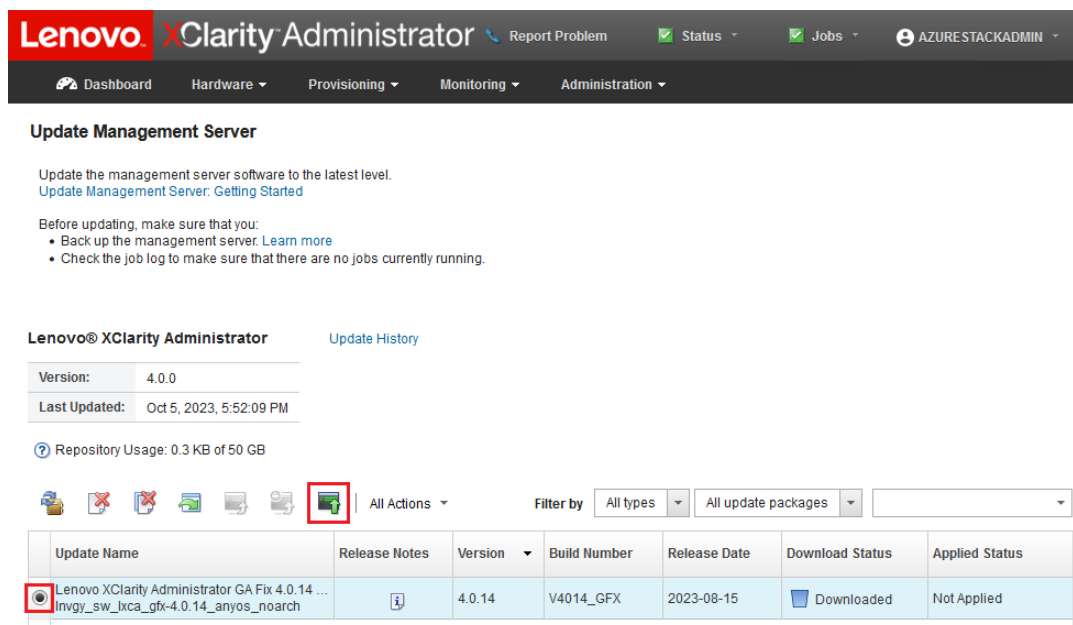 Lenovo. XClarity Administrator Report Problem Status Jobs AZURESTACKADMIN
Dashboard Hardware Provisioning Monitoring Administration
Update Management Server
Update the management server software to the latest level.
Update Management Server: Getting Started
Before updating, make sure that you:
• Back up the management server. Learn more
• Check the job log to make sure that there are no jobs currently running.
Lenovo® XClarity Administrator Update History
Version: 4.0.0
Last Updated: Oct 5, 2023, 5:52:09 PM
? Repository Usage: 0.3 KB of 50 GB
All Actions Filter by All types All update packages
Update Name Release Notes Version Build Number Release Date Download Status Applied Status
Lenovo XClarity Administrator GA Fix 4.0.14 ...
lnvgy_sw_lxca_gfx-4.0.14_anyos_noarch
4.0.14 V4014_GFX 2023-08-15 Downloaded Not Applied